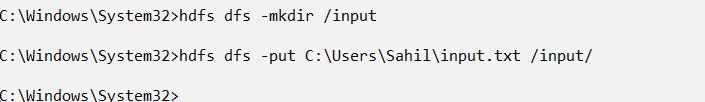 C:\Windows\System32>hdfs dfs -mkdir /input
C:\Windows\System32>hdfs dfs -put C:\Users\Sahil\input.txt /input/
C:\Windows\System32>